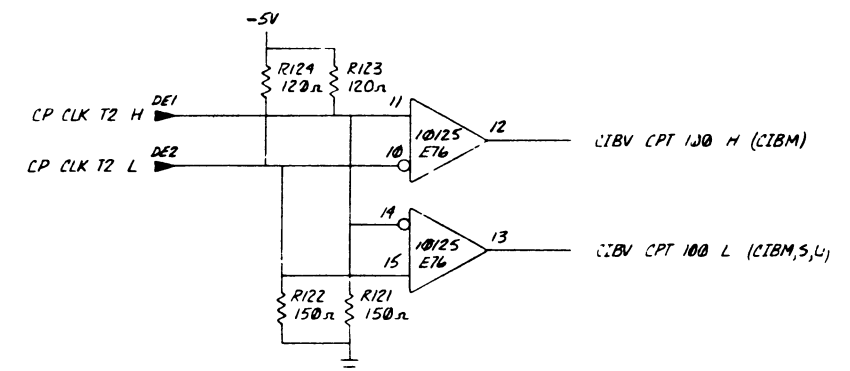 -5V
R124
120Ω
R123
120Ω
CP CLK T2 H
DE1
11
10125
E76
12
CIBV CPT 100 H (CIBM)
CP CLK T2 L
DE2
10
14
10125
E76
13
CIBV CPT 100 L (CIBM,S,U)
15
R122
150Ω
R121
150Ω